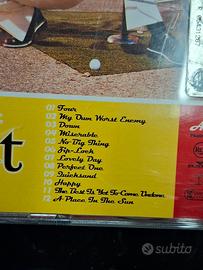 t
01 Four
02 My Own Worst Enemy
03 Down
04 Miserable
05 No Big Thing
06 Zip-Lock
07 Lovely Day
08 Perfect One
09 Quicksand
10 Happy
11 The Best Is Yet To Come Undone
12 A Place In The Sun
subito